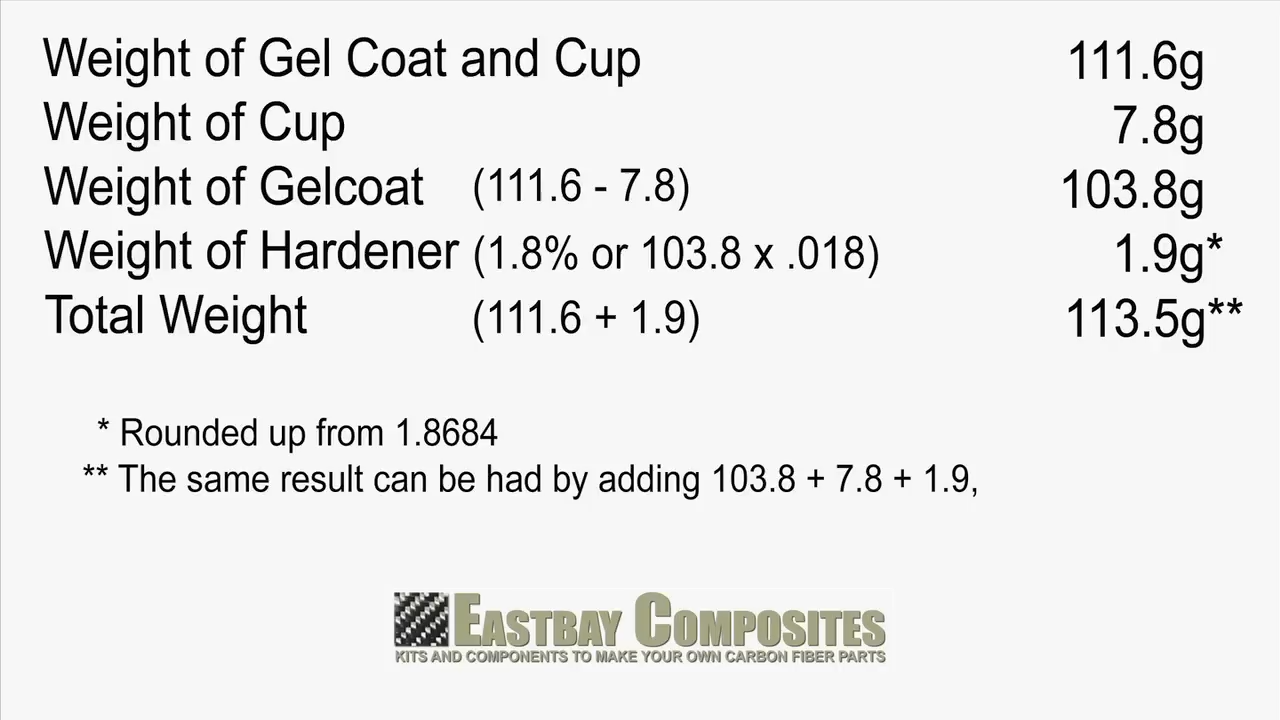 Weight of Gel Coat and Cup 111.6g
Weight of Cup 7.8g
Weight of Gelcoat (111.6 - 7.8) 103.8g
Weight of Hardener (1.8% or 103.8 x .018) 1.9g*
Total Weight (111.6 + 1.9) 113.5g**
* Rounded up from 1.8684
** The same result can be had by adding 103.8 + 7.8 + 1.9,
EASTBAY COMPOSITES
KITS AND COMPONENTS TO MAKE YOUR OWN CARBON FIBER PARTS